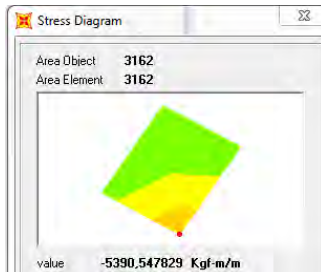 Stress Diagram
Area Object 3162
Area Element 3162
value -5390,547829 Kgf-m/m